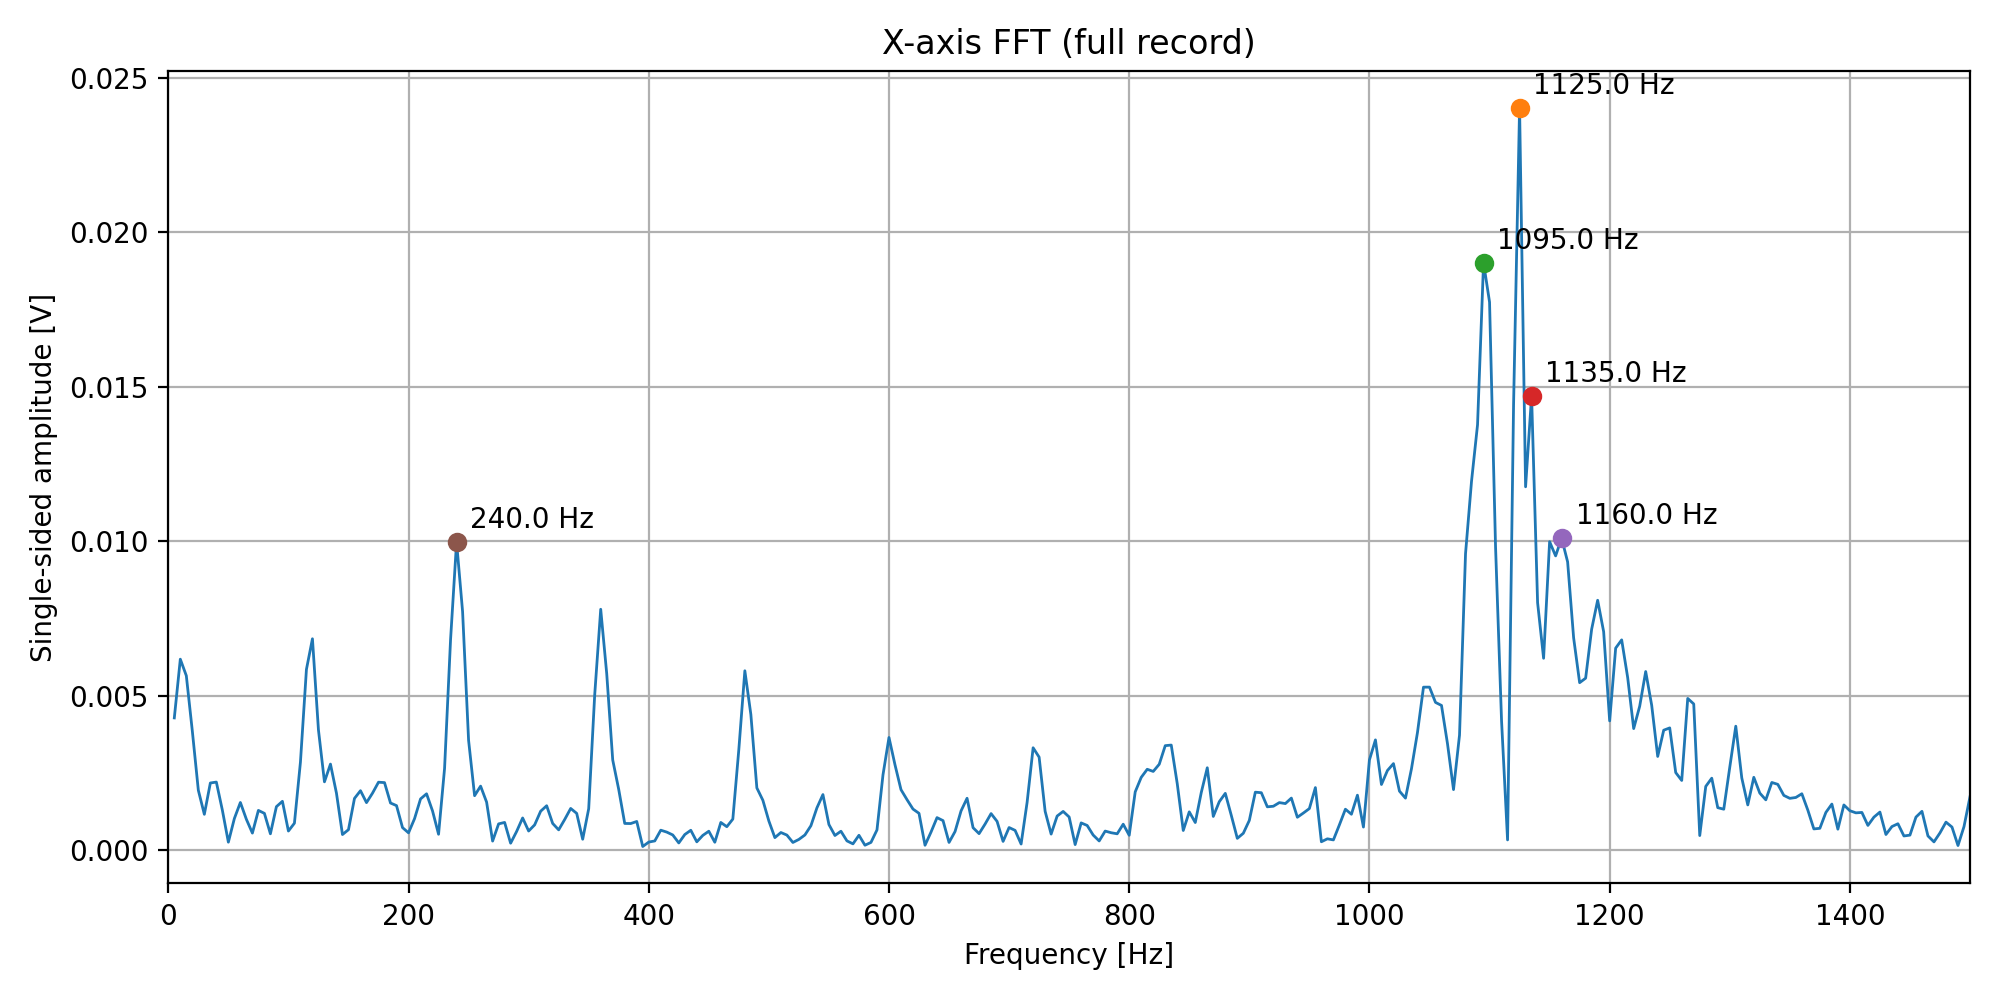 X-axis FFT (full record)
0.025
0.020
0.015
0.010
0.005
0.000
Single-sided amplitude [V]
1125.0 Hz
1095.0 Hz
1135.0 Hz
1160.0 Hz
240.0 Hz
0 200 400 600 800 1000 1200 1400
Frequency [Hz]